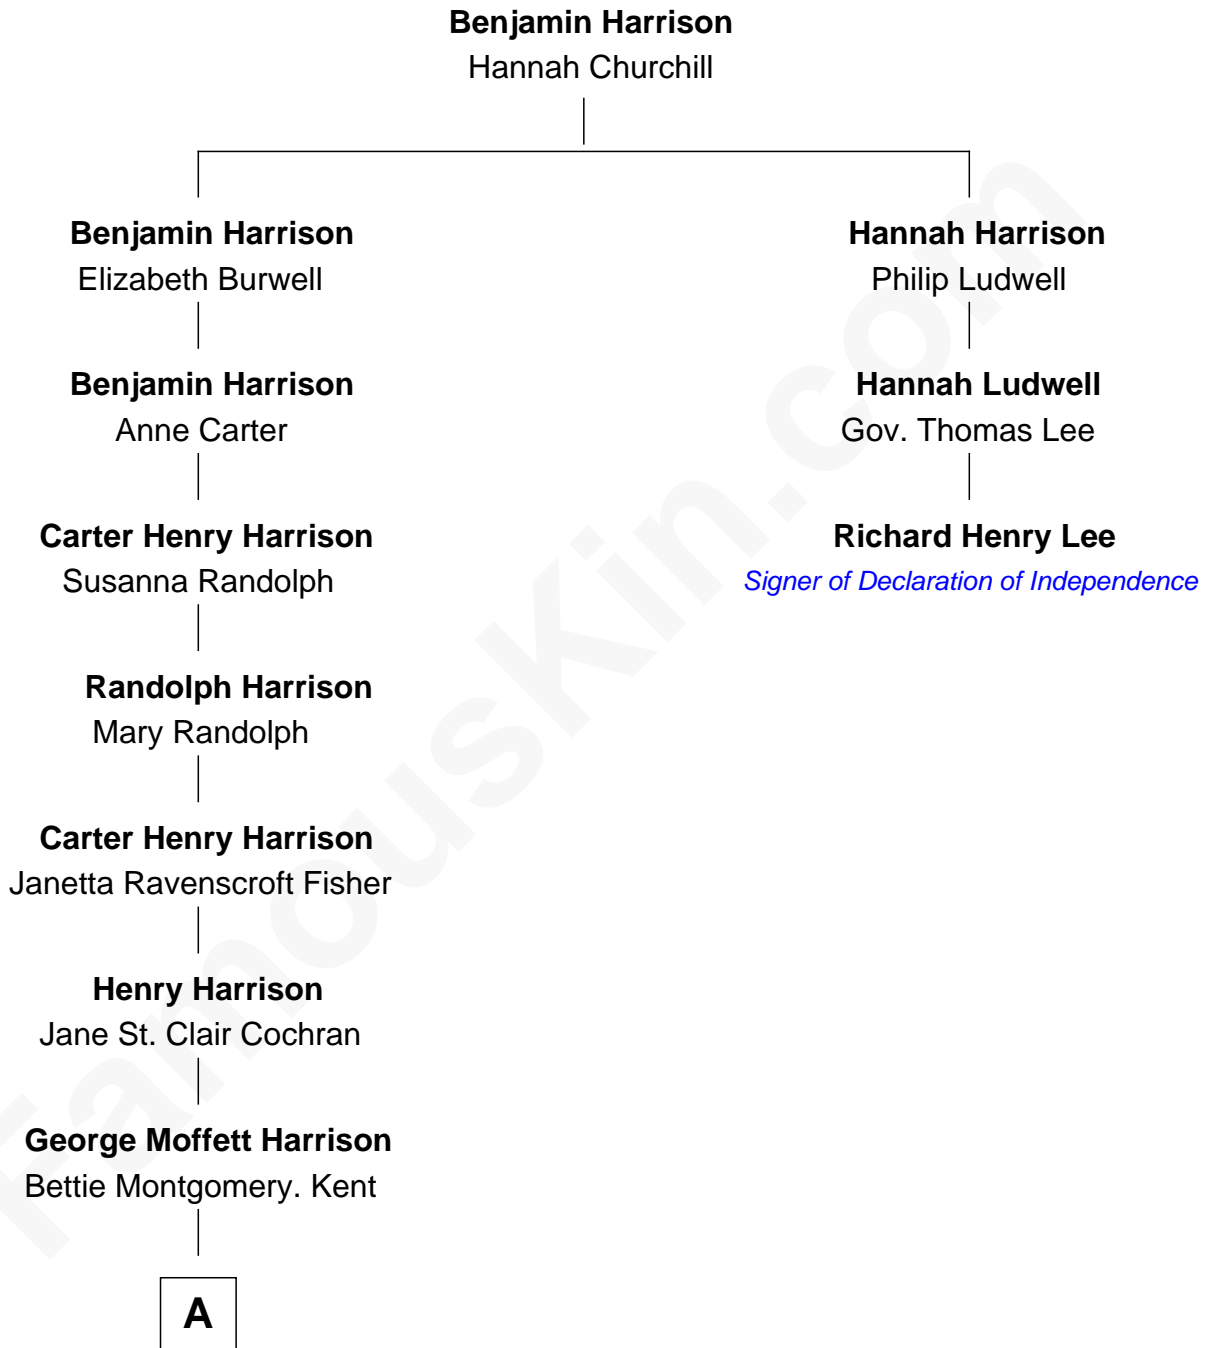 Benjamin Harrison
Hannah Churchill
Benjamin Harrison
Elizabeth Burwell
Hannah Harrison
Philip Ludwell
Benjamin Harrison
Anne Carter
Hannah Ludwell
Gov. Thomas Lee
Carter Henry Harrison
Susanna Randolph
Richard Henry Lee
Signer of Declaration of Independence
Randolph Harrison
Mary Randolph
Carter Henry Harrison
Janetta Ravenscroft Fisher
Henry Harrison
Jane St. Clair Cochran
George Moffett Harrison
Bettie Montgomery. Kent
A
FamousKin.com